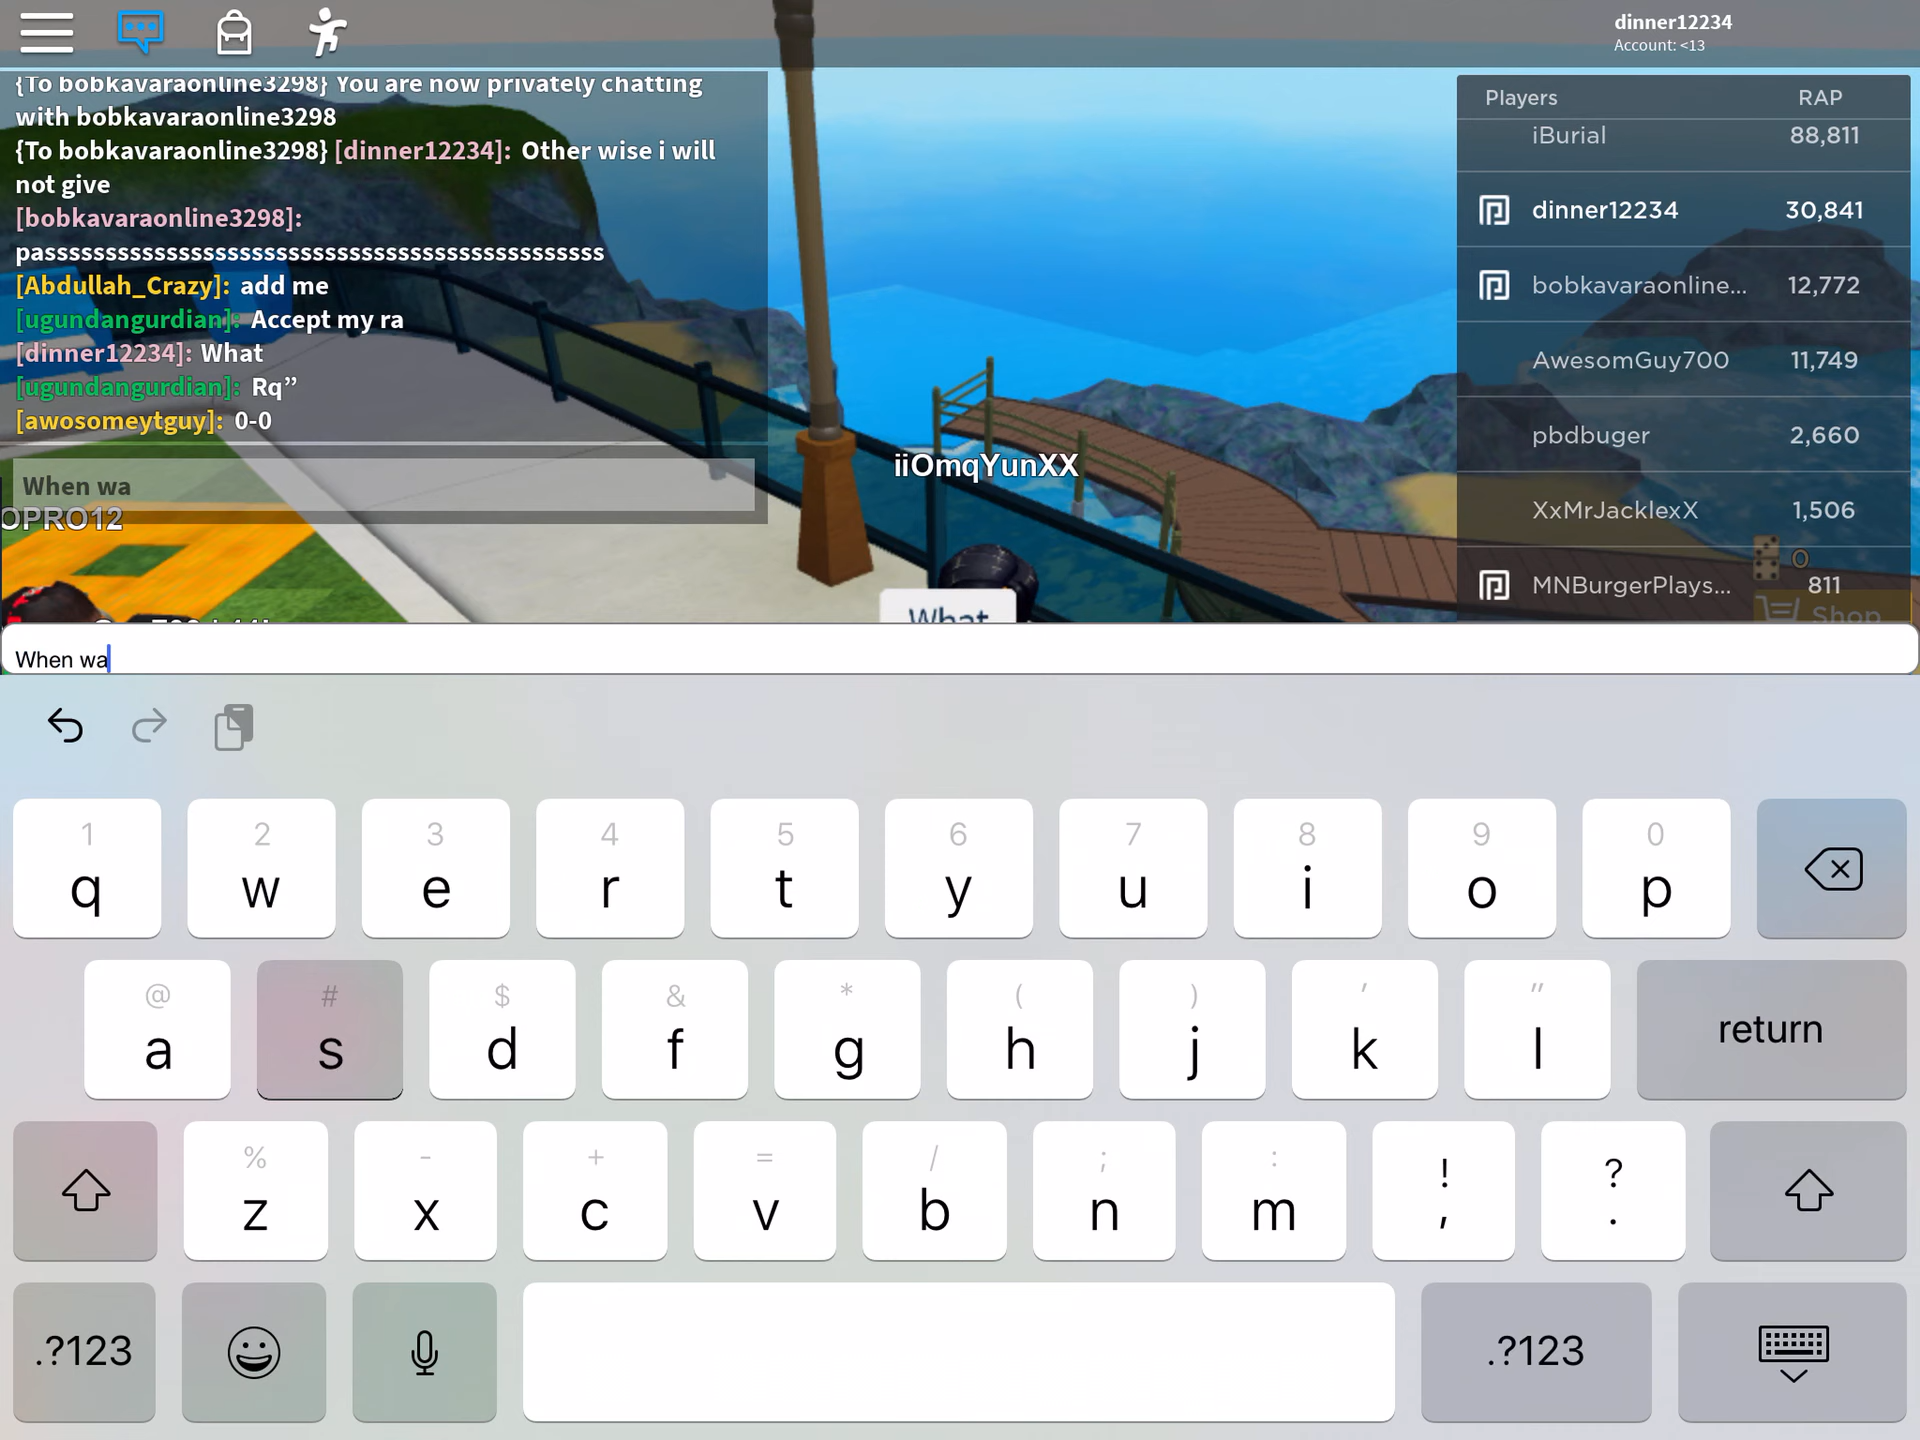 dinner12234
Account: <13
{To bobkavaraonline3298} You are now privately chatting
with bobkavaraonline3298
{To bobkavaraonline3298} [dinner12234]: Other wise i will
not give
[bobkavaraonline3298]:
passssssssssssssssssssssssssssssssssssssssssssssss
[Abdullah_Crazy]: add me
[ugundangurdian]: Accept my ra
[dinner12234]: What
[ugundangurdian]: Rq”
[awosomeytguy]: 0-0
When wa
OPRO12
iiOmqYunXX
What
Players RAP
iBurial 88,811
dinner12234 30,841
bobkavaraonline... 12,772
AwesomGuy700 11,749
pbdbuger 2,660
XxMrJacklexX 1,506
0
MNBurgerPlays... 811
Shop
When wa
1 2 3 4 5 6 7 8 9 0
q w e r t y u i o p
@ # $ & * ( ) ' "
a s d f g h j k l return
% - + = / ; : ! ?
z x c v b n m , .
.?123 .?123